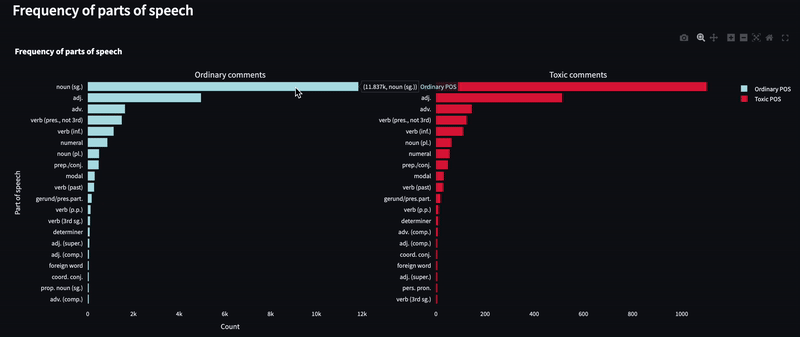 Frequency of parts of speech
Frequency of parts of speech
Ordinary comments
noun (sg.)
adj.
adv.
verb (pres., not 3rd)
verb (inf.)
numeral
noun (pl.)
prep./conj.
modal
verb (past)
gerund/pres.part.
verb (p.p.)
verb (3rd sg.)
determiner
adj. (super.)
adj. (comp.)
foreign word
coord. conj.
prop. noun (sg.)
adv. (comp.)
Part of speech
0 2k 4k 6k 8k 10k 12k
Count
(11.837k, noun (sg.)) Ordinary POS
Toxic comments
adj.
adv.
verb (pres., not 3rd)
verb (inf.)
noun (pl.)
numeral
prep./conj.
modal
verb (past)
gerund/pres.part.
verb (p.p.)
determiner
adv. (comp.)
adj. (comp.)
coord. conj.
foreign word
adj. (super.)
pers. pron.
verb (3rd sg.)
0 200 400 600 800 1000
Ordinary POS
Toxic POS